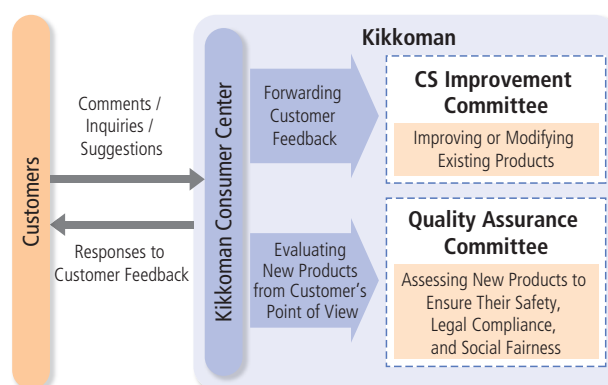 Customers
Comments /
Inquiries /
Suggestions
Responses to
Customer Feedback
Kikkoman Consumer Center
Kikkoman
Forwarding
Customer
Feedback
CS Improvement
Committee
Improving or Modifying
Existing Products
Evaluating
New Products
from Customer’s
Point of View
Quality Assurance
Committee
Assessing New Products to
Ensure Their Safety,
Legal Compliance,
and Social Fairness